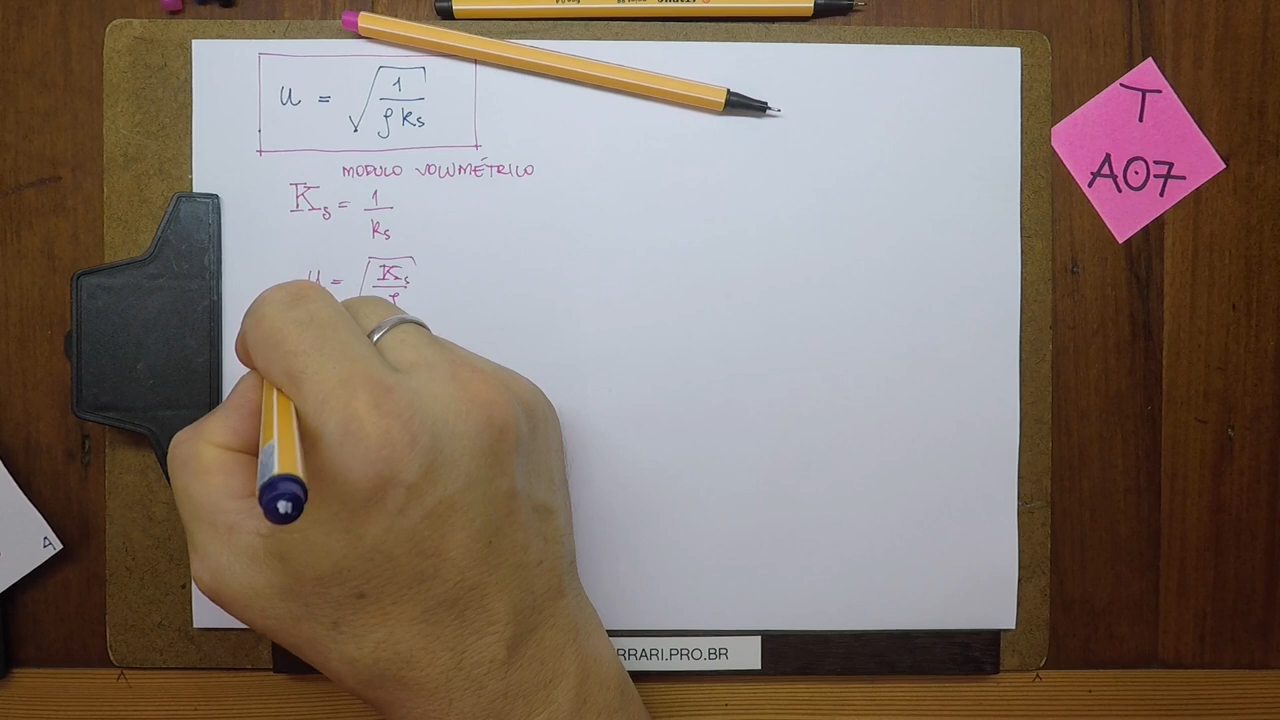 u = √(1/ρ ks)
MODULO VOLUMÉTRICO
Ks = 1/ks
u = √(Ks/ρ)
T
A07
RRARI.PRO.BR
A